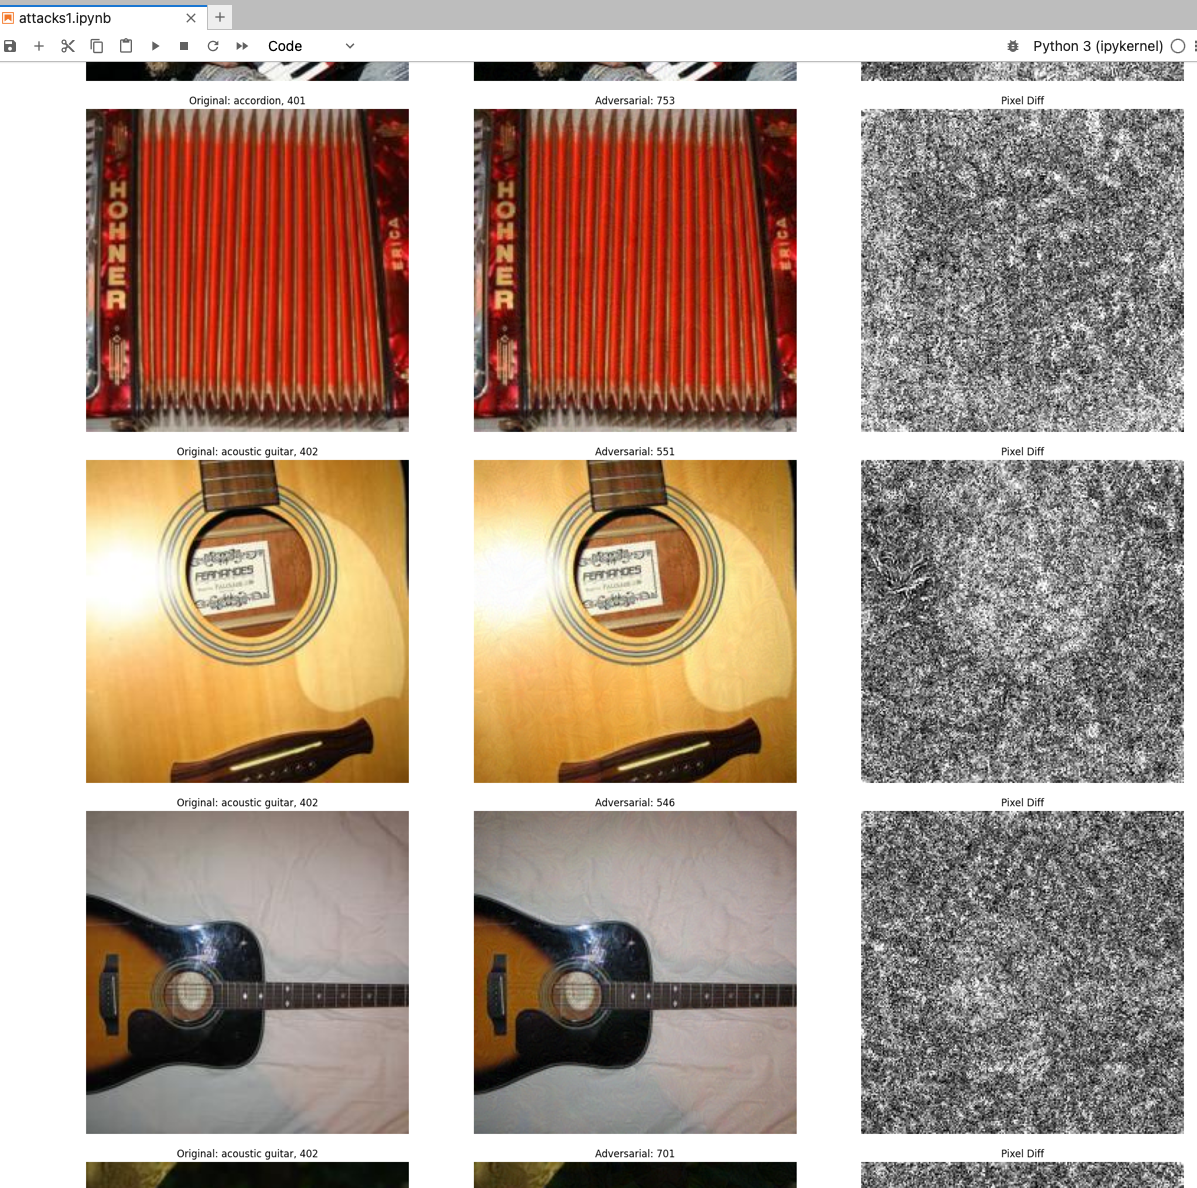 attacks1.ipynb
Code
Python 3 (ipykernel)
Original: accordion, 401
Adversarial: 753
Pixel Diff
HOHNER
ERICA
HOHNER
ERICA
Original: acoustic guitar, 402
Adversarial: 551
Pixel Diff
FERNANDES
FERNANDES
Original: acoustic guitar, 402
Adversarial: 546
Pixel Diff
Original: acoustic guitar, 402
Adversarial: 701
Pixel Diff